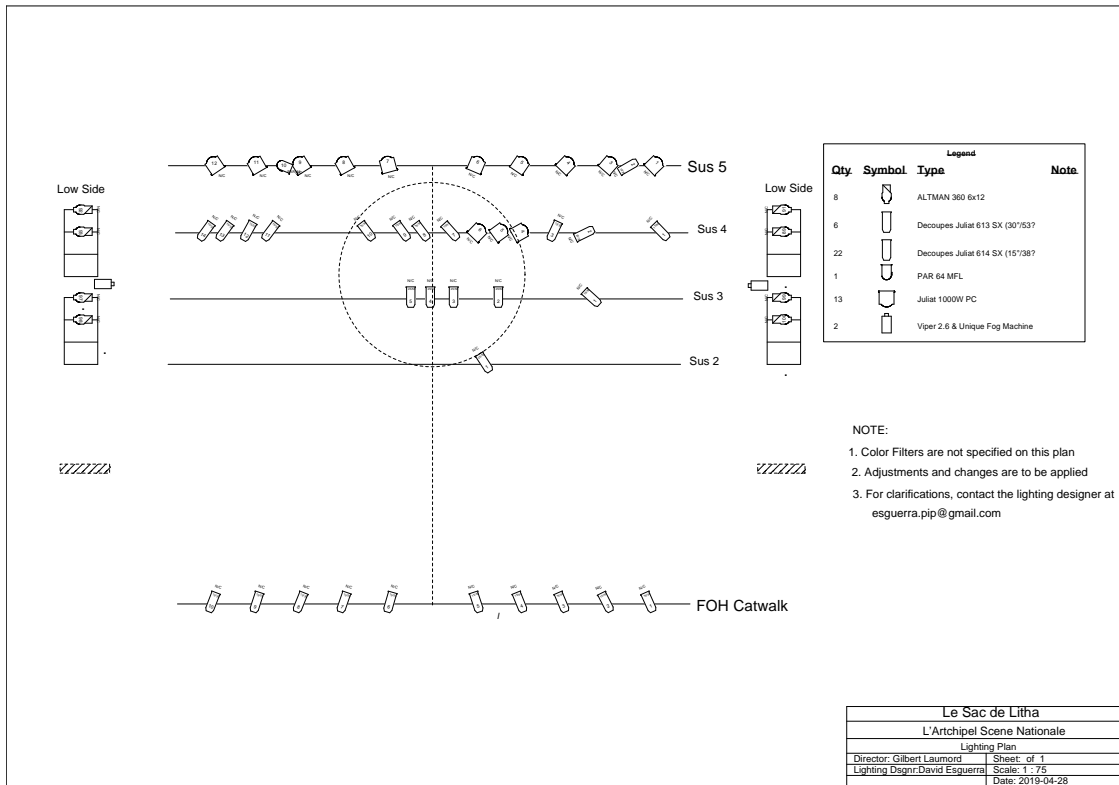 Sus 5
Low Side
Low Side
Sus 4
Sus 3
Sus 2
FOH Catwalk
Legend
Qty Symbol Type Note
8 ALTMAN 360 6x12
6 Decoupes Juliat 613 SX (30"/53?
22 Decoupes Juliat 614 SX (15"/38?
1 PAR 64 MFL
13 Juliat 1000W PC
2 Viper 2.6 & Unique Fog Machine
NOTE:
1. Color Filters are not specified on this plan
2. Adjustments and changes are to be applied
3. For clarifications, contact the lighting designer at
esguerra.pip@gmail.com
Le Sac de Litha
L'Artchipel Scene Nationale
Lighting Plan
Director: Gilbert Laumord Sheet: of 1
Lighting Dsgnr:David Esguerra Scale: 1 : 75
Date: 2019-04-28